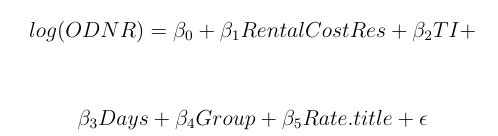 log(ODNR) = β₀ + β₁RentalCostRes + β₂TI+
β₃Days + β₄Group + β₅Rate.title + ϵ